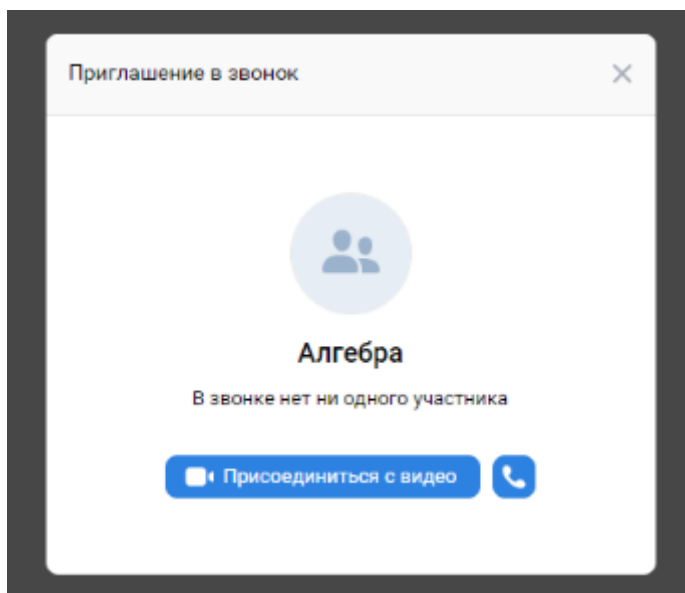 Приглашение в звонок
Алгебра
В звонке нет ни одного участника
Присоединиться с видео